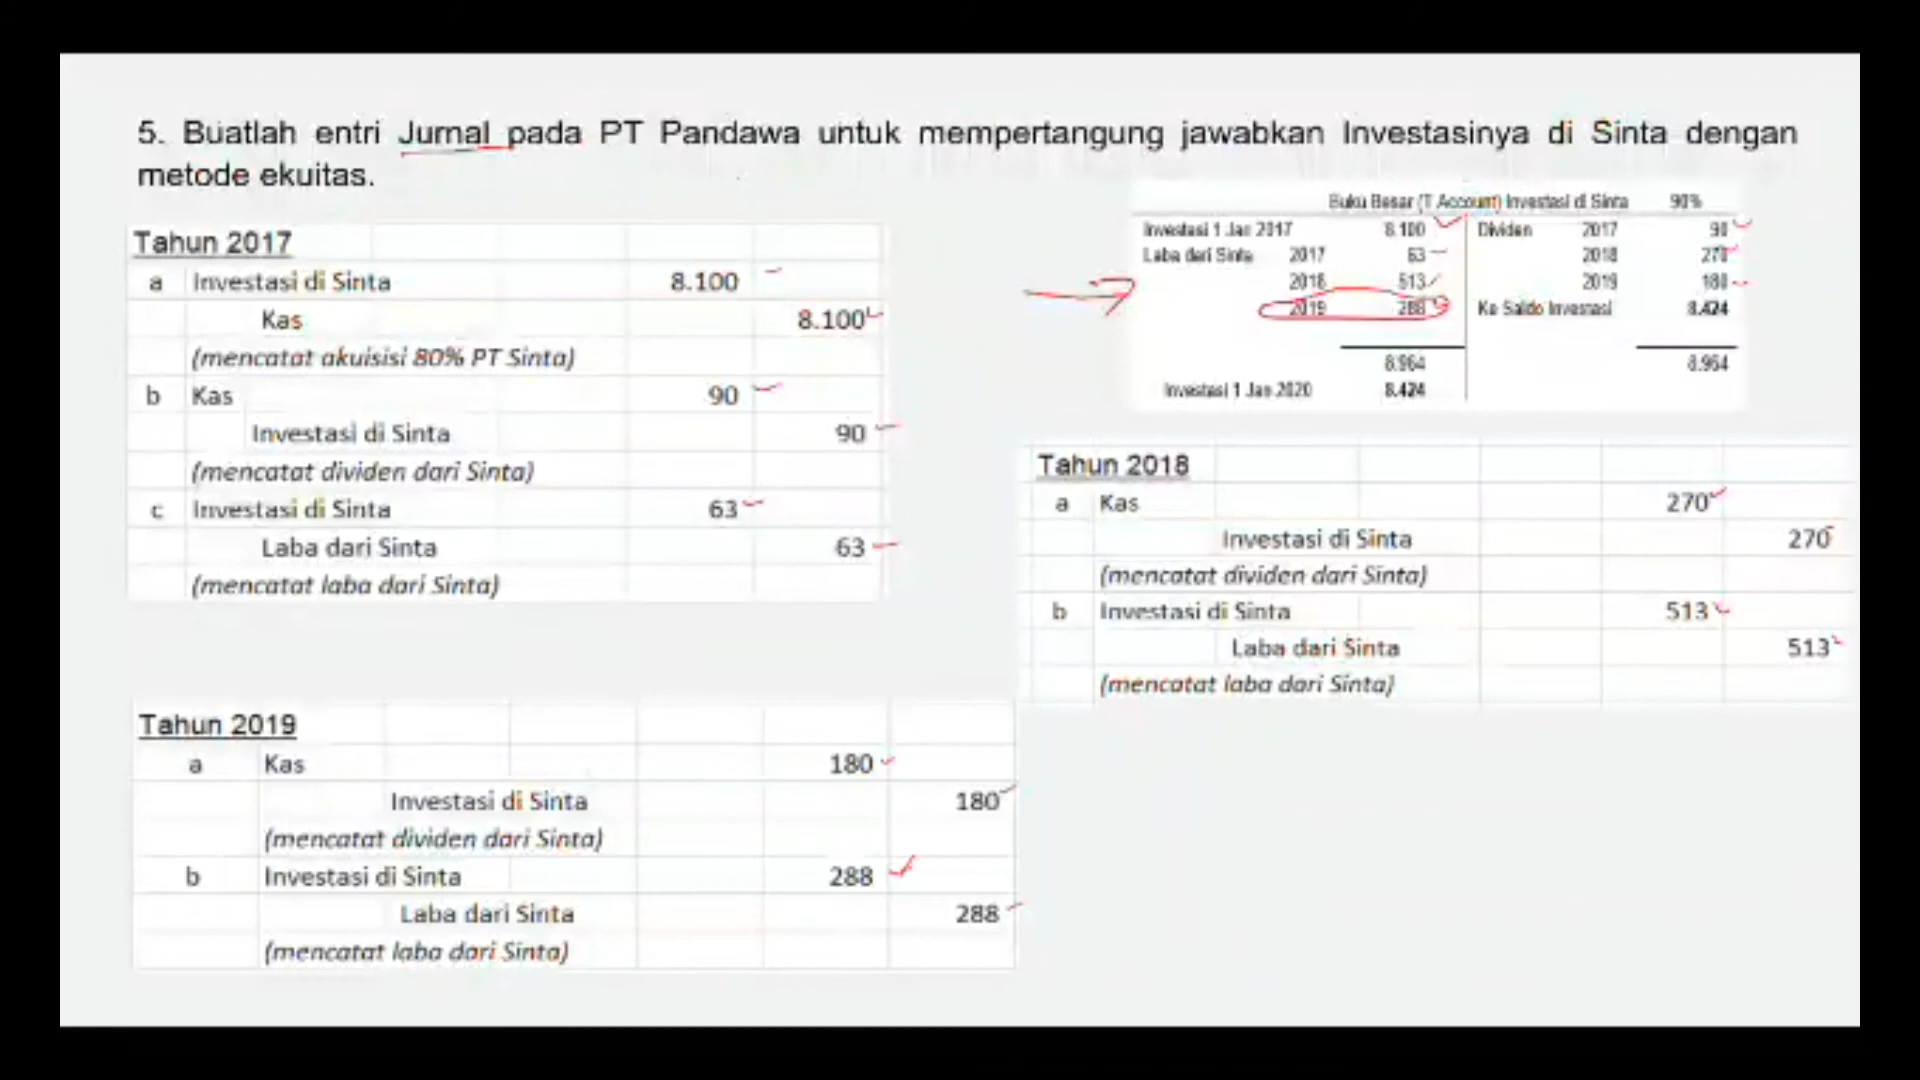 5. Buatlah entri Jurnal pada PT Pandawa untuk mempertangung jawabkan Investasinya di Sinta dengan
metode ekuitas.
Buku Besar (T Account) Investasi di Sinta 90%
Investasi 1 Jan 2017 8.100 Dividen 2017 90
Laba dari Sinta 2017 63 2018 270
2018 513 2019 180
2019 288 Ke Saldo Investasi 8.424
8.964 8.964
Investasi 1 Jan 2020 8.424
Tahun 2017
a Investasi di Sinta 8.100
Kas 8.100
(mencatat akuisisi 80% PT Sinta)
b Kas 90
Investasi di Sinta 90
(mencatat dividen dari Sinta)
c Investasi di Sinta 63
Laba dari Sinta 63
(mencatat laba dari Sinta)
Tahun 2018
a Kas 270
Investasi di Sinta 270
(mencatat dividen dari Sinta)
b Investasi di Sinta 513
Laba dari Sinta 513
(mencatat laba dari Sinta)
Tahun 2019
a Kas 180
Investasi di Sinta 180
(mencatat dividen dari Sinta)
b Investasi di Sinta 288
Laba dari Sinta 288
(mencatat laba dari Sinta)